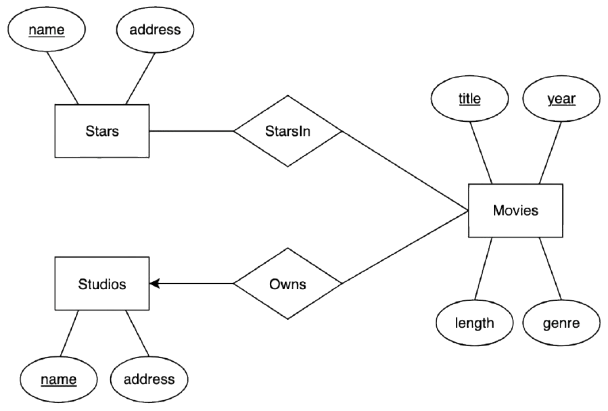 name
address
Stars
StarsIn
title
year
Movies
Studios
Owns
length
genre
name
address